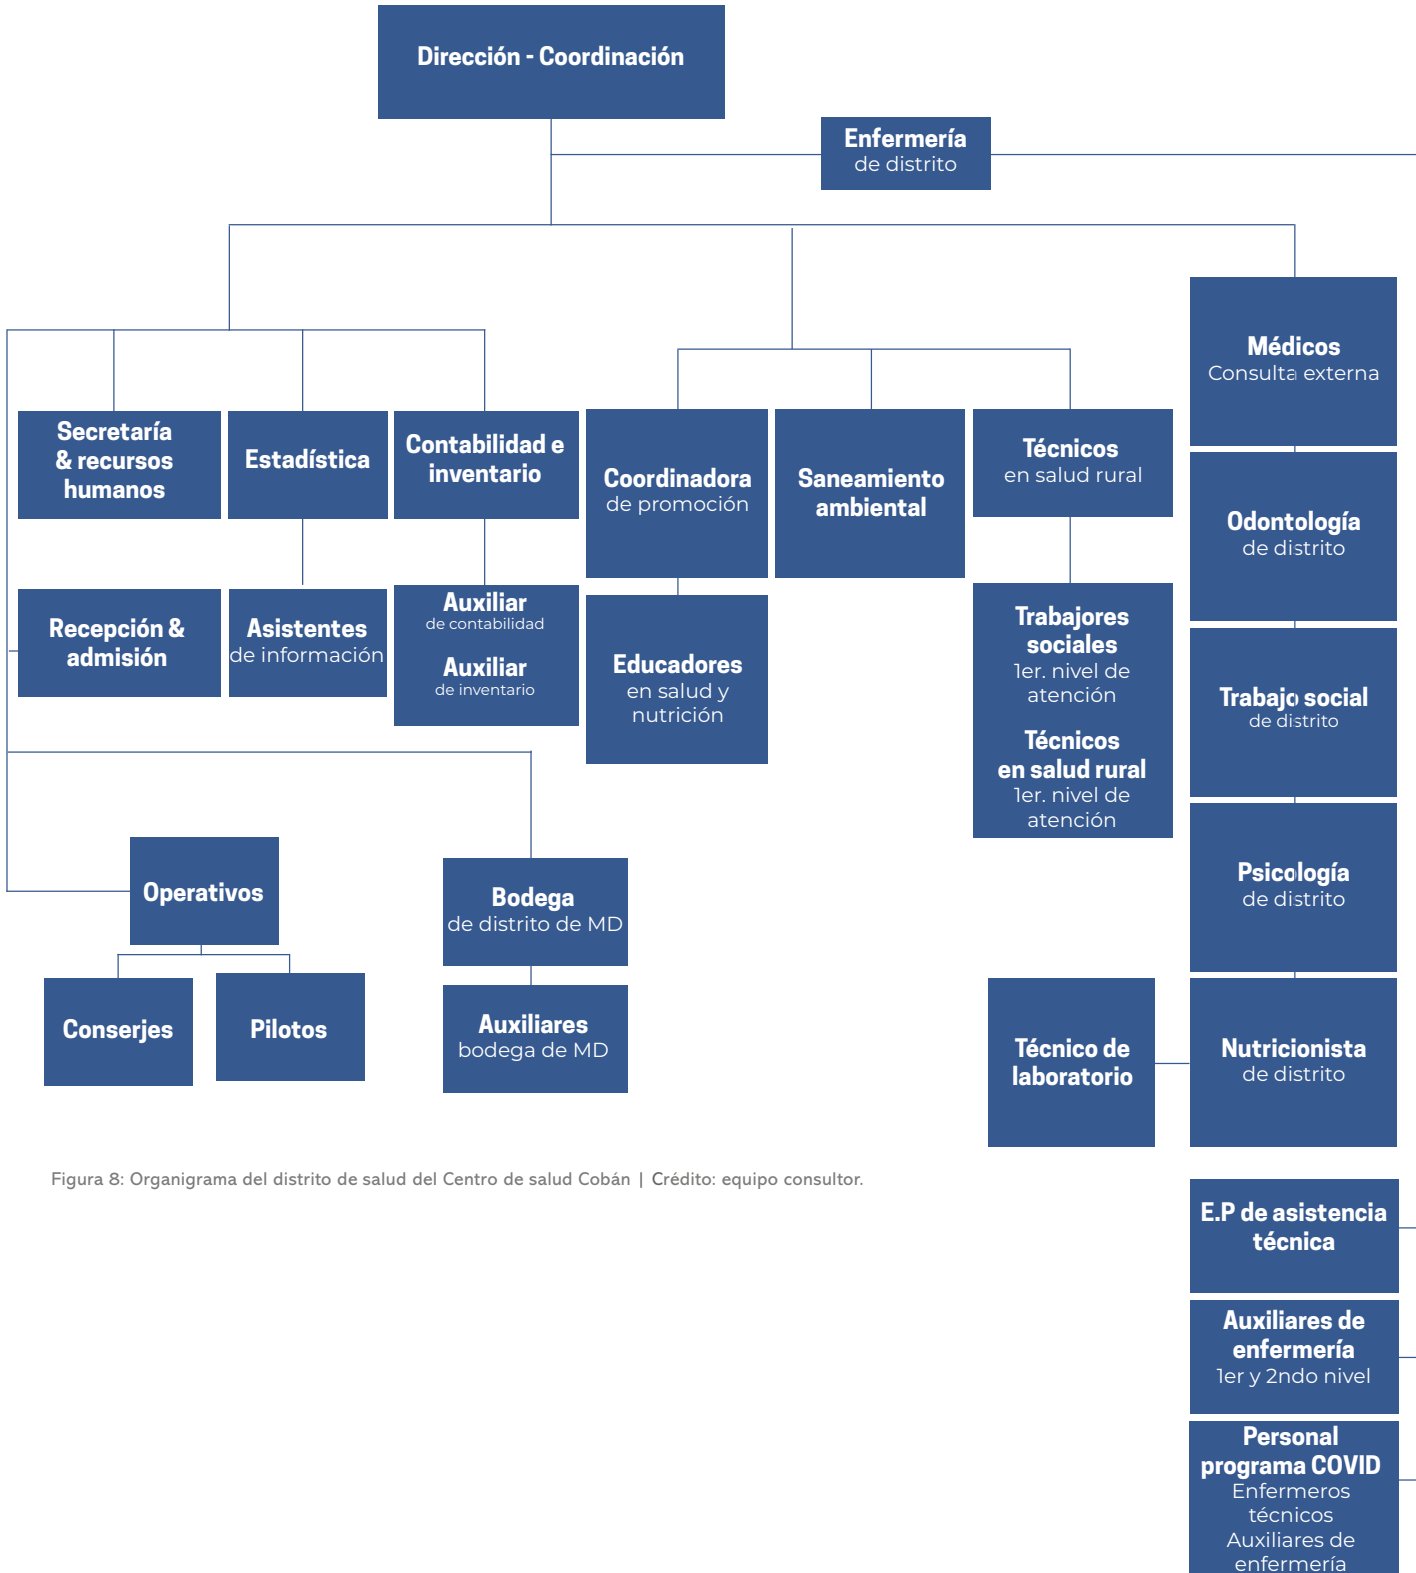 Dirección - Coordinación
Enfermería
de distrito
Médicos
Consulta externa
Secretaría
& recursos
humanos
Estadística
Contabilidad e
inventario
Coordinadora
de promoción
Saneamiento
ambiental
Técnicos
en salud rural
Odontología
de distrito
Recepción &
admisión
Asistentes
de información
Auxiliar
de contabilidad
Auxiliar
de inventario
Educadores
en salud y
nutrición
Trabajores
sociales
1er. nivel de
atención
Técnicos
en salud rural
1er. nivel de
atención
Trabajo social
de distrito
Operativos
Bodega
de distrito de MD
Psicología
de distrito
Conserjes
Pilotos
Auxiliares
bodega de MD
Técnico de
laboratorio
Nutricionista
de distrito
Figura 8: Organigrama del distrito de salud del Centro de salud Cobán | Crédito: equipo consultor.
E.P de asistencia
técnica
Auxiliares de
enfermería
1er y 2ndo nivel
Personal
programa COVID
Enfermeros
técnicos
Auxiliares de
enfermería